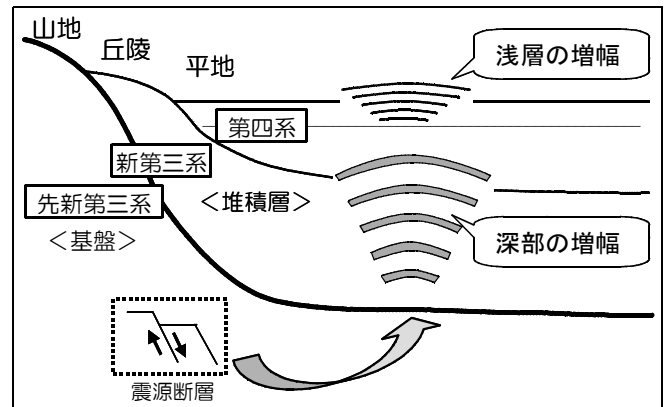 山地
丘陵
平地
浅層の増幅
第四系
新第三系
先新第三系
＜堆積層＞
＜基盤＞
深部の増幅
震源断層